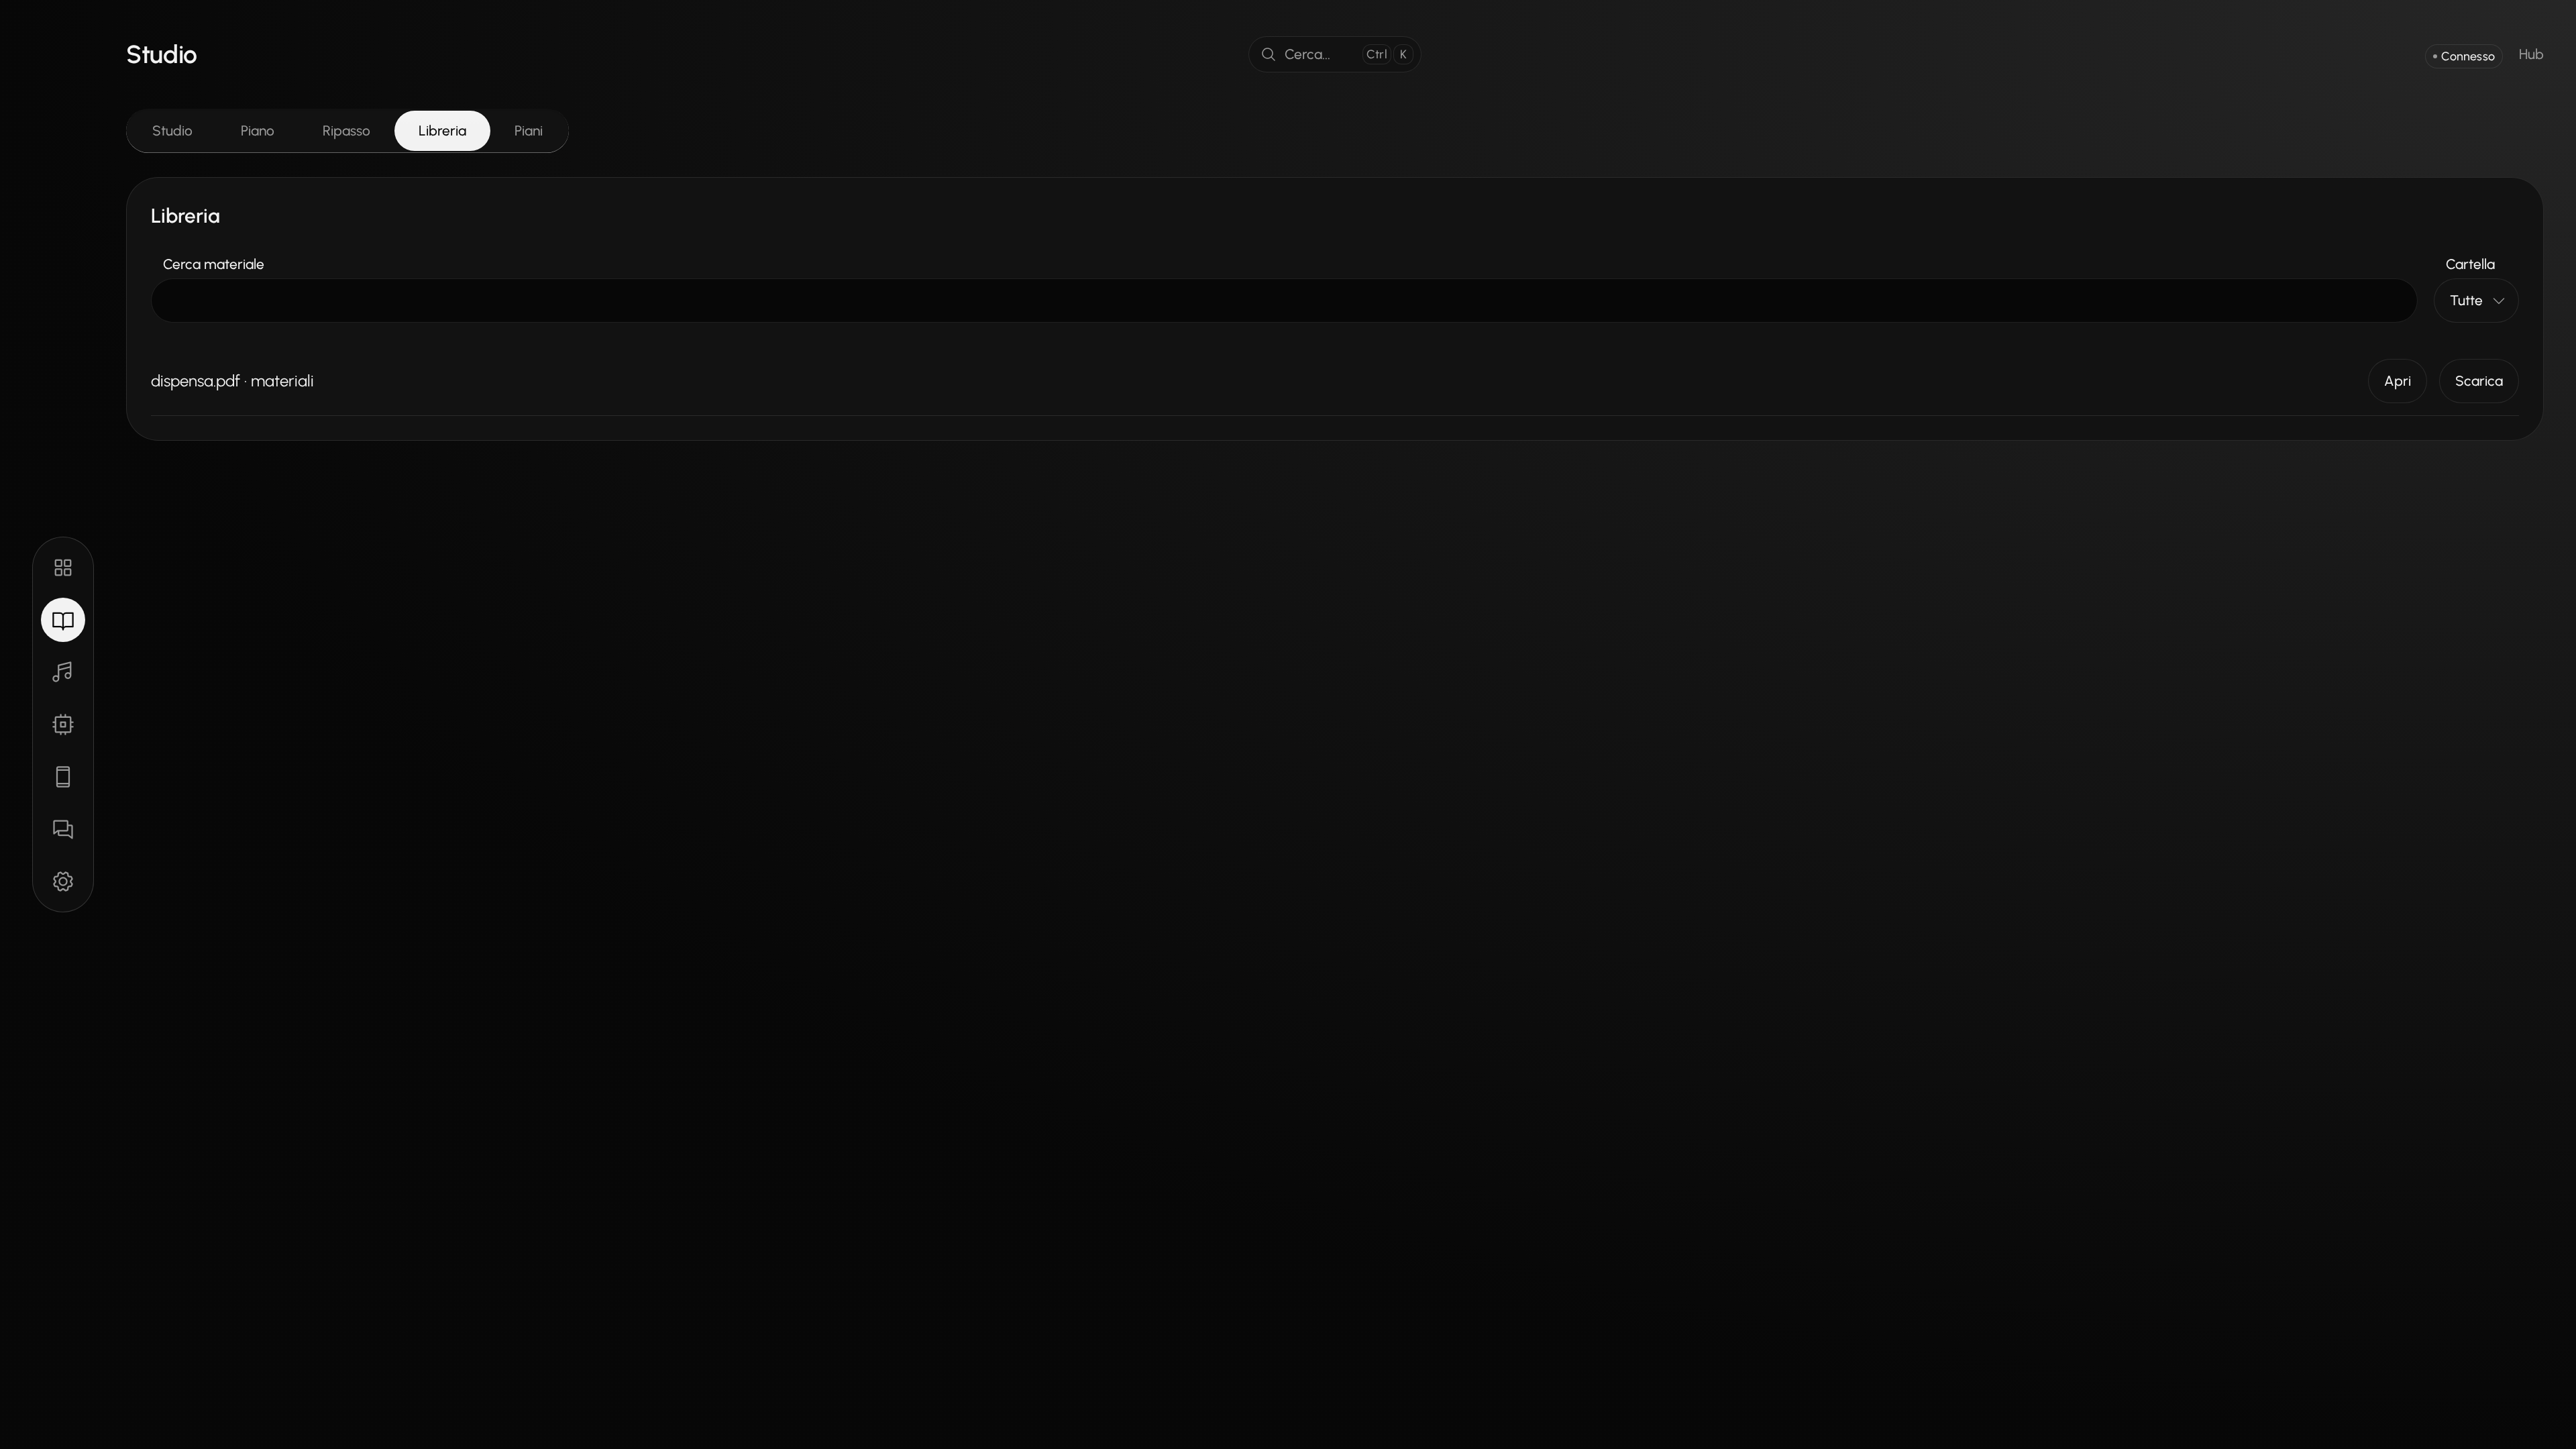 Studio
Cerca...
Ctrl K
Connesso
Hub
Studio
Piano
Ripasso
Libreria
Piani
Libreria
Cerca materiale
Cartella
Tutte
dispensa.pdf · materiali
Apri
Scarica